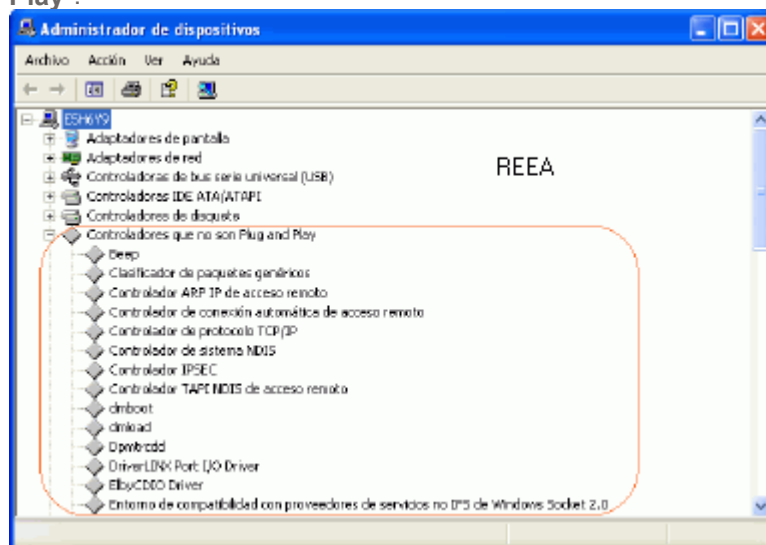 Play".
Administrador de dispositivos
Archivo Acción Ver Ayuda
E5H6Y9
Adaptadores de pantalla
Adaptadores de red
REEA
Controladoras de bus serie universal (USB)
Controladoras IDE ATA/ATAPI
Controladoras de disquete
Controladores que no son Plug and Play
Beep
Clasificador de paquetes genéricos
Controlador ARP IP de acceso remoto
Controlador de conexión automática de acceso remoto
Controlador de protocolo TCP/IP
Controlador de sistema NDIS
Controlador IPSEC
Controlador TAPI NDIS de acceso remoto
dmboot
dmload
DriverLINX Port I/O Driver
ElbyCDIO Driver
Entorno de compatibilidad con proveedores de servicios no IFS de Windows Socket 2.0